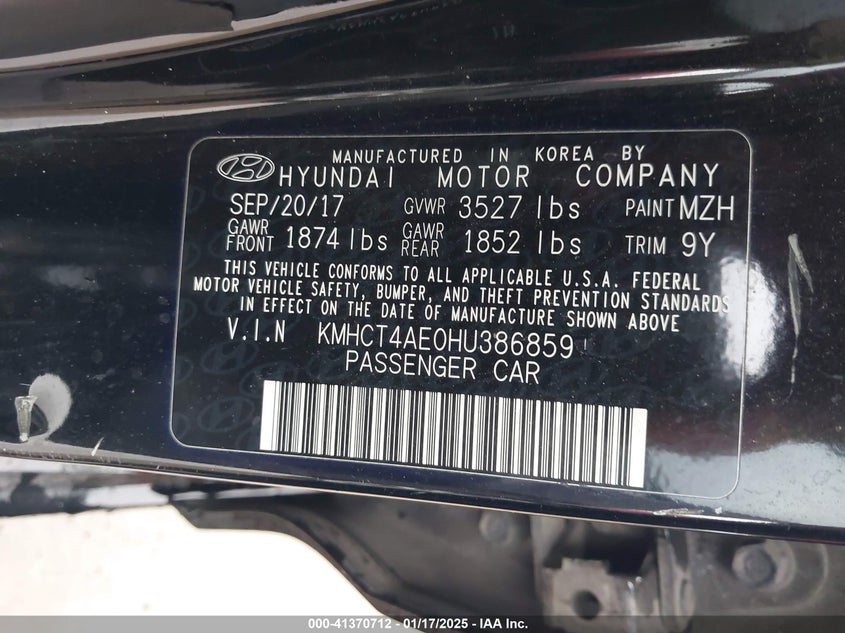 MANUFACTURED IN KOREA BY
HYUNDAI MOTOR COMPANY
SEP/20/17 GVWR 3527 lbs PAINT MZH
GAWR FRONT 1874 lbs GAWR REAR 1852 lbs TRIM 9Y
THIS VEHICLE CONFORMS TO ALL APPLICABLE U.S.A. FEDERAL
MOTOR VEHICLE SAFETY, BUMPER, AND THEFT PREVENTION STANDARDS
IN EFFECT ON THE DATE OF MANUFACTURE SHOWN ABOVE
V.I.N KMHCT4AE0HU386859
PASSENGER CAR
000-41370712 - 01/17/2025 - IAA Inc.